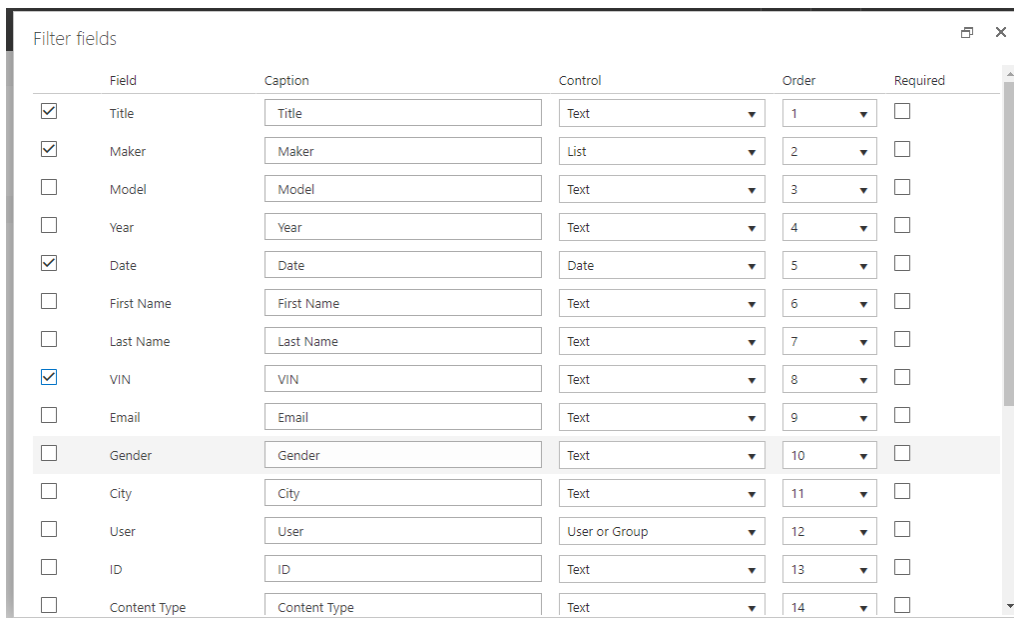 Filter fields
Field Caption Control Order Required
Title Title Text 1
Maker Maker List 2
Model Model Text 3
Year Year Text 4
Date Date Date 5
First Name First Name Text 6
Last Name Last Name Text 7
VIN VIN Text 8
Email Email Text 9
Gender Gender Text 10
City City Text 11
User User User or Group 12
ID ID Text 13
Content Type Content Type Text 14